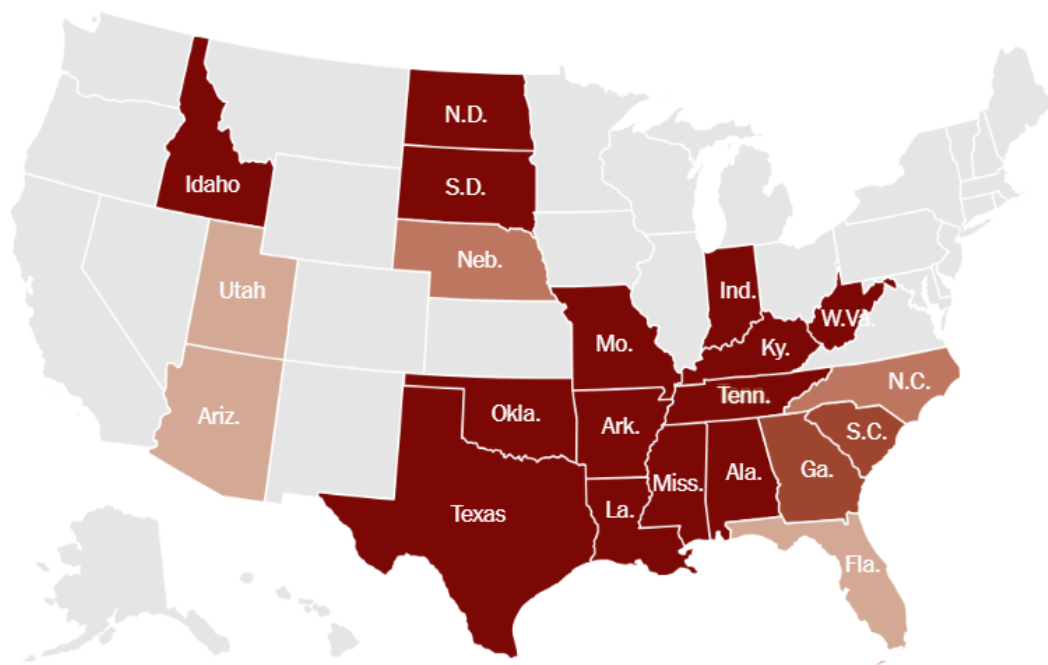 N.D.
Idaho
S.D.
Neb.
Utah
Ind.
W.Va.
Mo.
Ky.
N.C.
Tenn.
Ariz.
Okla.
Ark.
S.C.
Ga.
Miss.
Ala.
Texas
La.
Fla.